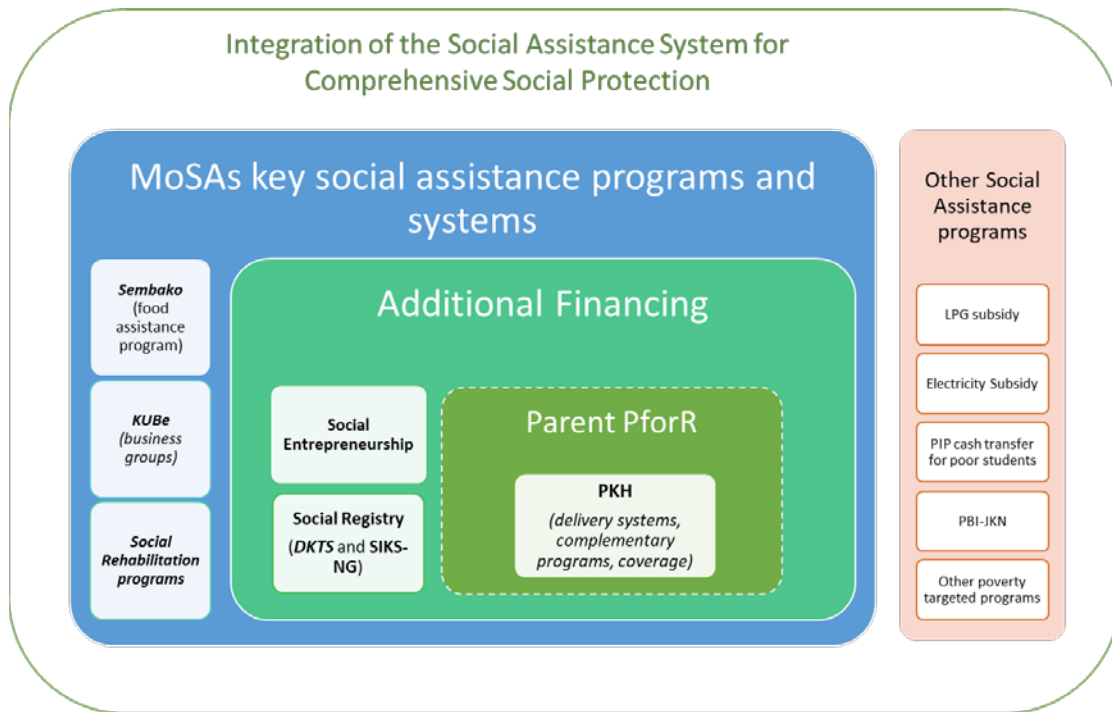 Integration of the Social Assistance System for
Comprehensive Social Protection
MoSAs key social assistance programs and
systems
Sembako
(food
assistance
program)
KUBe
(business
groups)
Social
Rehabilitation
programs
Additional Financing
Social
Entrepreneurship
Social Registry
(DKTS and SIKS-
NG)
Parent PforR
PKH
(delivery systems,
complementary
programs, coverage)
Other Social
Assistance
programs
LPG subsidy
Electricity Subsidy
PIP cash transfer
for poor students
PBI-JKN
Other poverty
targeted programs